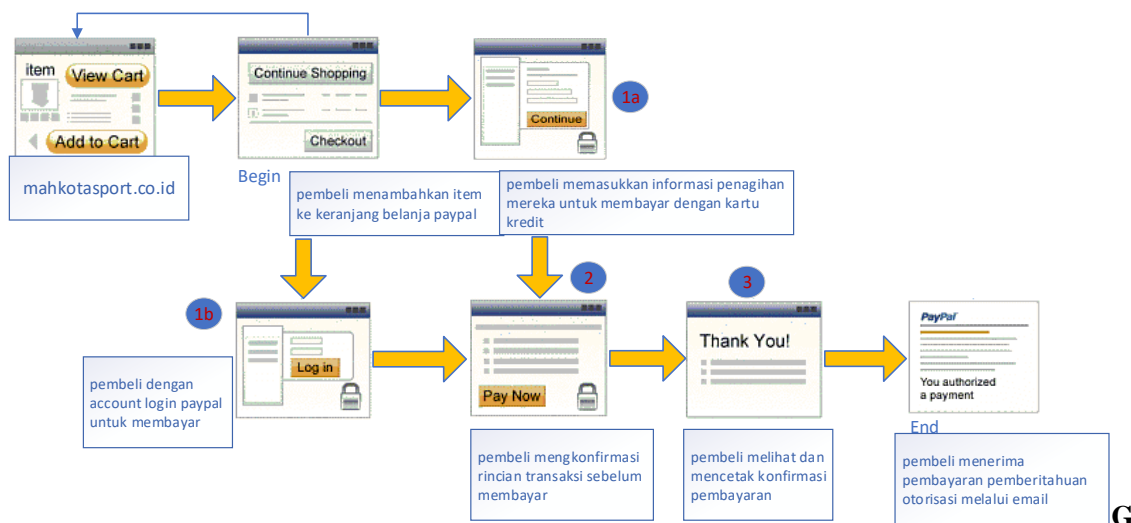 item
View Cart
Add to Cart
mahkotasport.co.id
Continue Shopping
Checkout
Begin
pembeli menambahkan item
ke keranjang belanja paypal
Continue
1a
pembeli memasukkan informasi penagihan
mereka untuk membayar dengan kartu
kredit
1b
Log in
pembeli dengan
account login paypal
untuk membayar
2
Pay Now
pembeli mengkonfirmasi
rincian transaksi sebelum
membayar
3
Thank You!
pembeli melihat dan
mencetak konfirmasi
pembayaran
PayPal
You authorized
a payment
End
pembeli menerima
pembayaran pemberitahuan
otorisasi melalui email
G